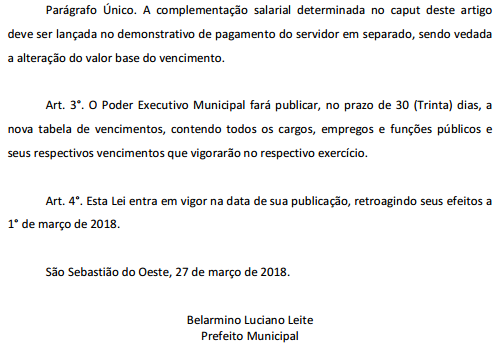 Parágrafo Único. A complementação salarial determinada no caput deste artigo
deve ser lançada no demonstrativo de pagamento do servidor em separado, sendo vedada
a alteração do valor base do vencimento.
Art. 3°. O Poder Executivo Municipal fará publicar, no prazo de 30 (Trinta) dias, a
nova tabela de vencimentos, contendo todos os cargos, empregos e funções públicos e
seus respectivos vencimentos que vigorarão no respectivo exercício.
Art. 4°. Esta Lei entra em vigor na data de sua publicação, retroagindo seus efeitos a
1° de março de 2018.
São Sebastião do Oeste, 27 de março de 2018.
Belarmino Luciano Leite
Prefeito Municipal